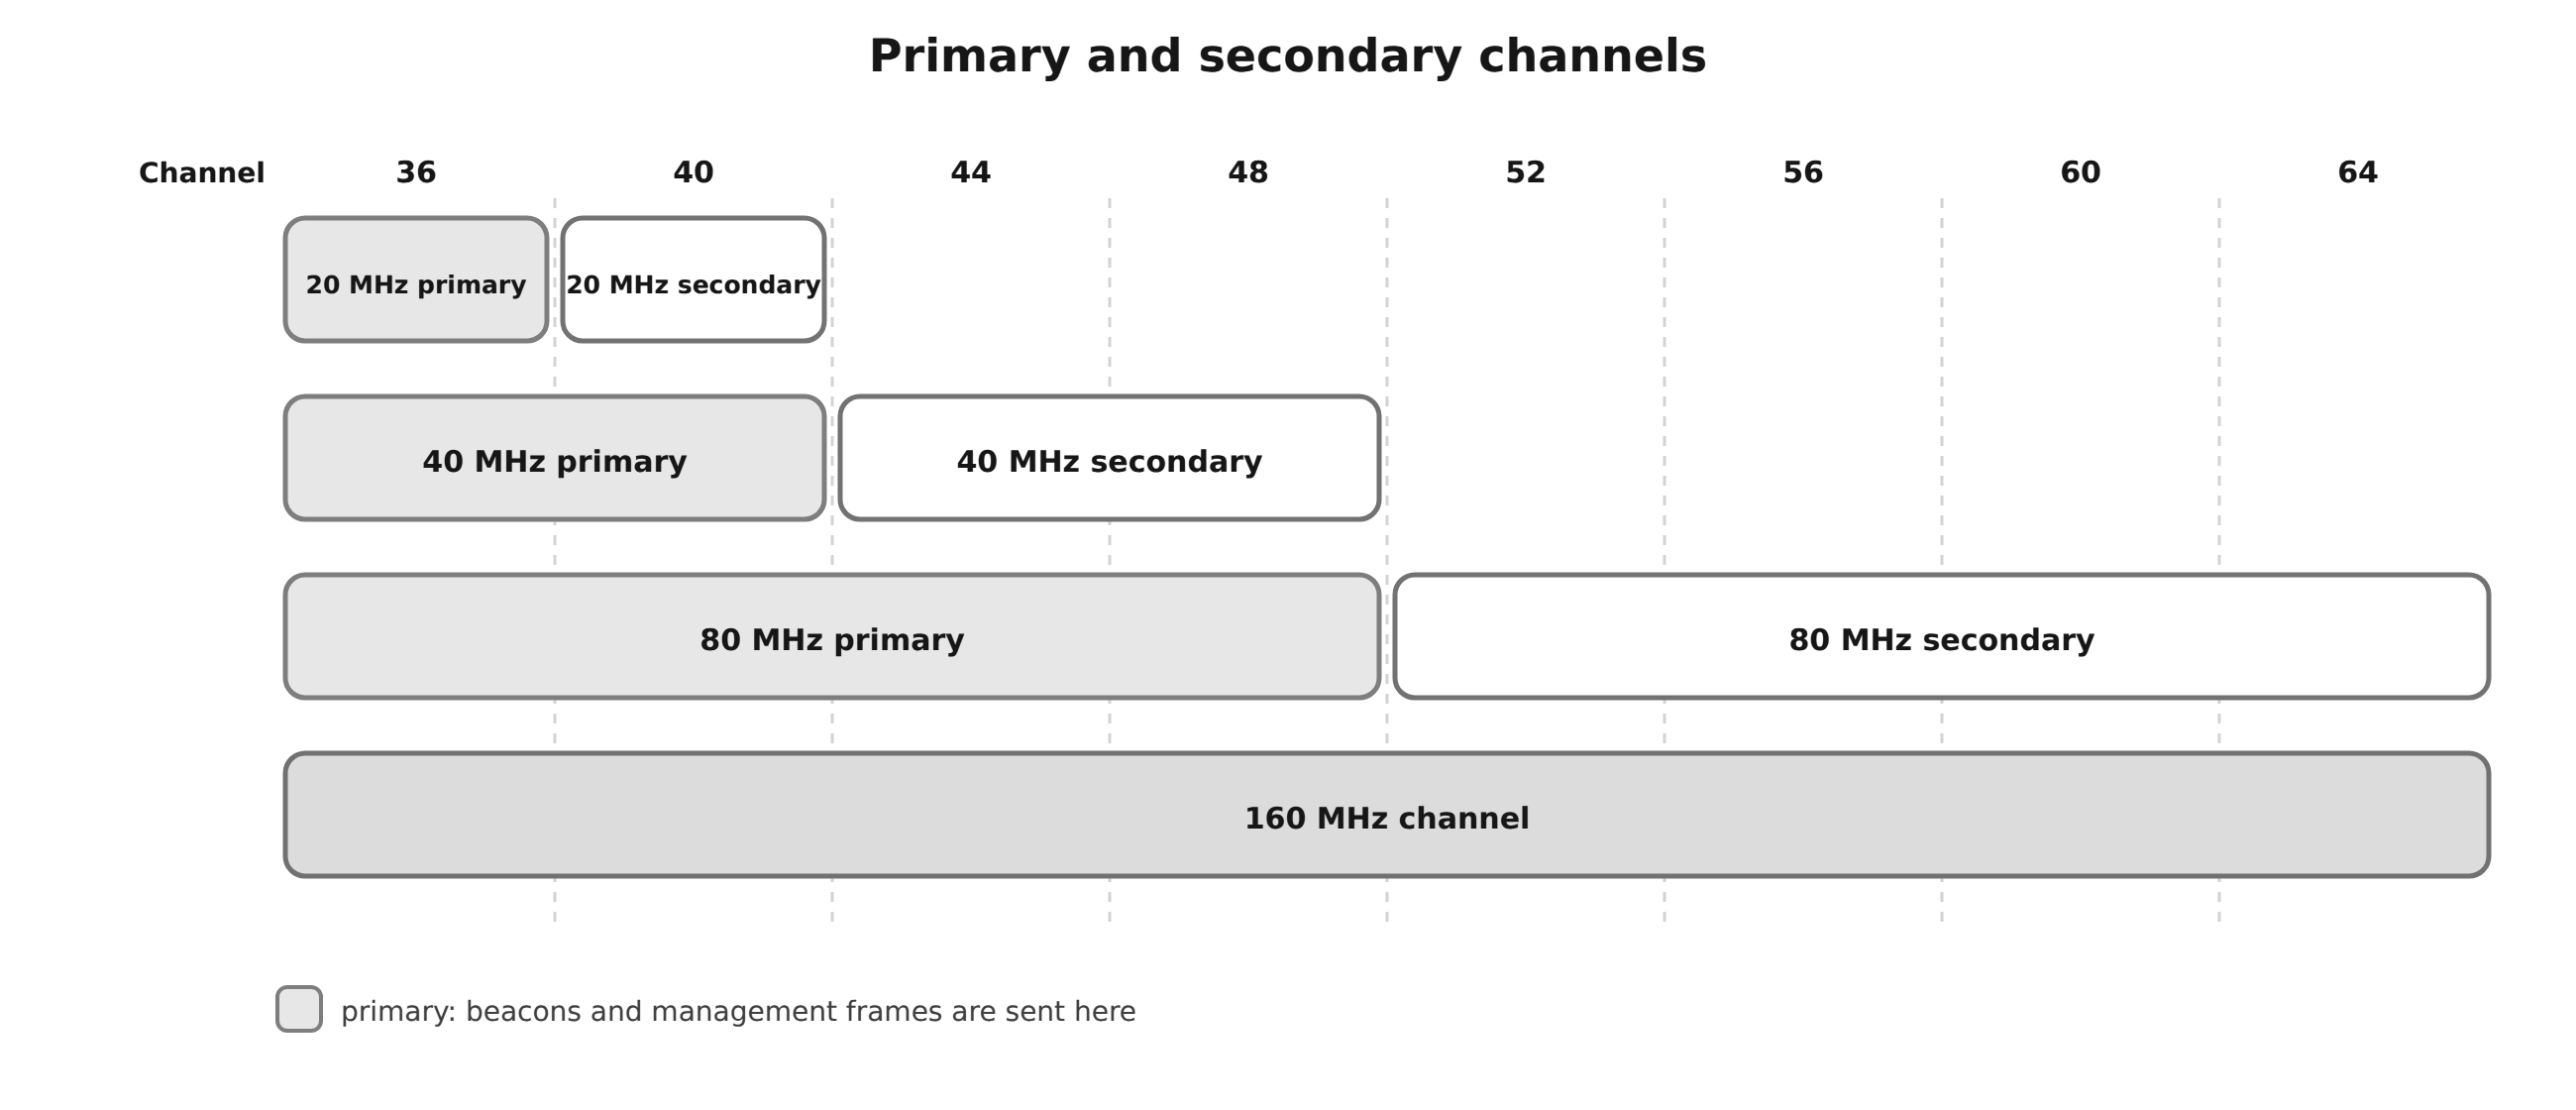 Primary and secondary channels
Channel 36 40 44 48 52 56 60 64
20 MHz primary 20 MHz secondary
40 MHz primary 40 MHz secondary
80 MHz primary 80 MHz secondary
160 MHz channel
primary: beacons and management frames are sent here